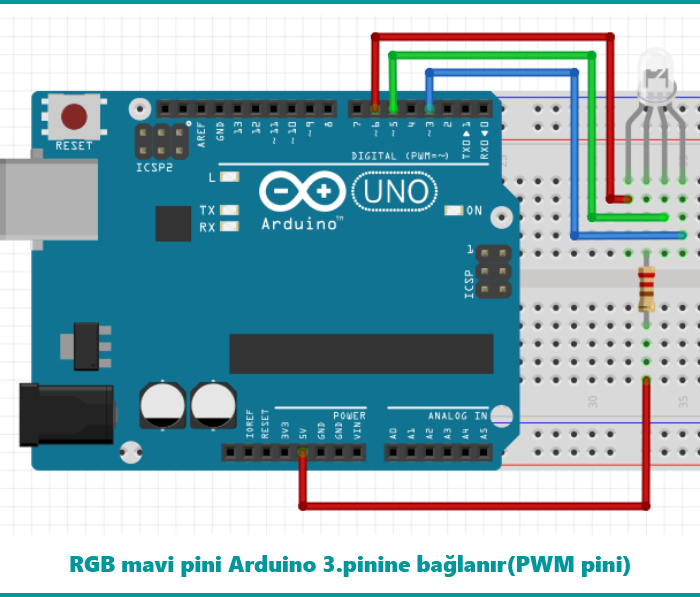 RESET
ICSP2
AREF
GND
13
12
~11
~10
~9
8
7
~6
~5
4
~3
2
TXD▶1
RXD◀0
DIGITAL (PWM=~)
L
TX
RX
UNO
Arduino™
ON
1
ICSP
25
30
35
POWER
ANALOG IN
IOREF
RESET
3V3
5V
GND
GND
VIN
A0
A1
A2
A3
A4
A5
RGB mavi pini Arduino 3.pinine bağlanır(PWM pini)